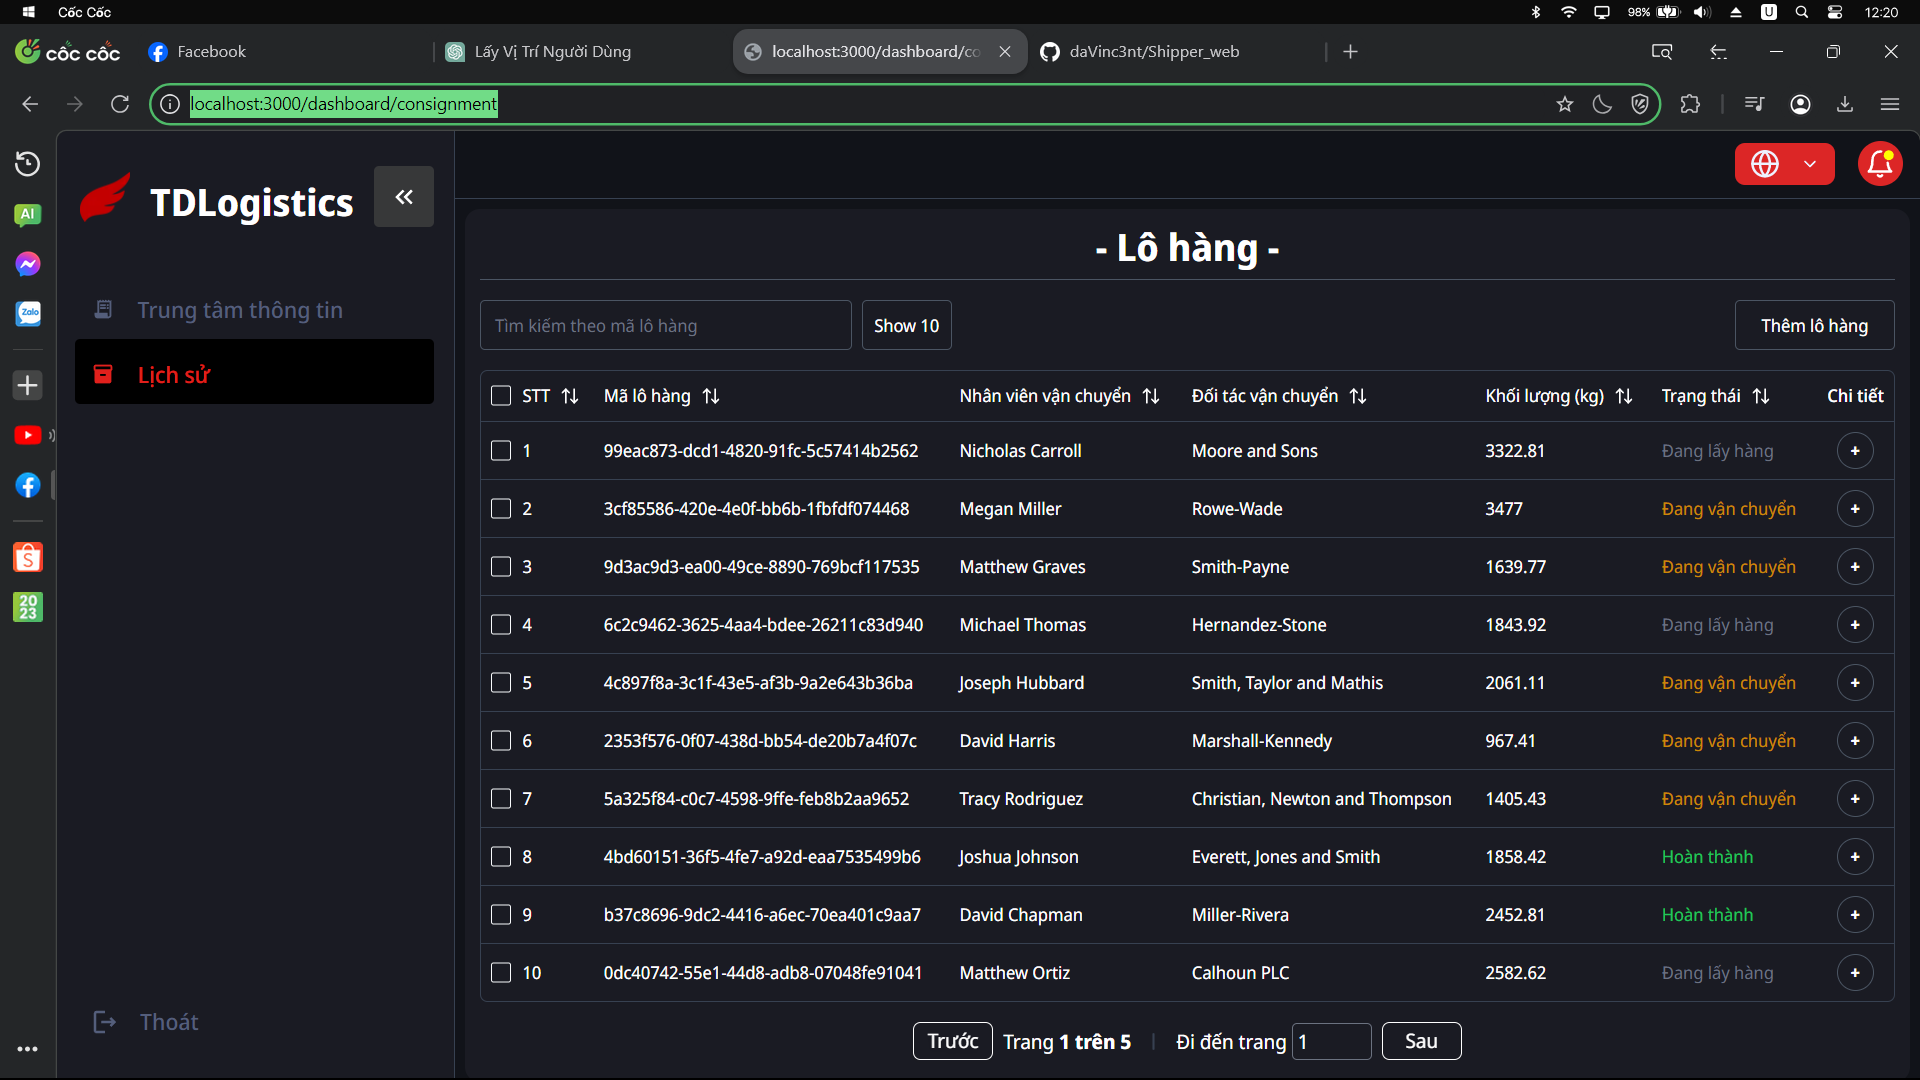 Cốc Cốc
98%
U
12:20
cốc cốc
Facebook
Lấy Vị Trí Người Dùng
localhost:3000/dashboard/co
daVinc3nt/Shipper_web
localhost:3000/dashboard/consignment
AI
Zalo
20
23
TDLogistics
Trung tâm thông tin
Lịch sử
Thoát
- Lô hàng -
Tìm kiếm theo mã lô hàng
Show 10
Thêm lô hàng
STT Mã lô hàng Nhân viên vận chuyển Đối tác vận chuyển Khối lượng (kg) Trạng thái Chi tiết
1 99eac873-dcd1-4820-91fc-5c57414b2562 Nicholas Carroll Moore and Sons 3322.81 Đang lấy hàng +
2 3cf85586-420e-4e0f-bb6b-1fbfdf074468 Megan Miller Rowe-Wade 3477 Đang vận chuyển +
3 9d3ac9d3-ea00-49ce-8890-769bcf117535 Matthew Graves Smith-Payne 1639.77 Đang vận chuyển +
4 6c2c9462-3625-4aa4-bdee-26211c83d940 Michael Thomas Hernandez-Stone 1843.92 Đang lấy hàng +
5 4c897f8a-3c1f-43e5-af3b-9a2e643b36ba Joseph Hubbard Smith, Taylor and Mathis 2061.11 Đang vận chuyển +
6 2353f576-0f07-438d-bb54-de20b7a4f07c David Harris Marshall-Kennedy 967.41 Đang vận chuyển +
7 5a325f84-c0c7-4598-9ffe-feb8b2aa9652 Tracy Rodriguez Christian, Newton and Thompson 1405.43 Đang vận chuyển +
8 4bd60151-36f5-4fe7-a92d-eaa7535499b6 Joshua Johnson Everett, Jones and Smith 1858.42 Hoàn thành +
9 b37c8696-9dc2-4416-a6ec-70ea401c9aa7 David Chapman Miller-Rivera 2452.81 Hoàn thành +
10 0dc40742-55e1-44d8-adb8-07048fe91041 Matthew Ortiz Calhoun PLC 2582.62 Đang lấy hàng +
Trước Trang 1 trên 5 | Đi đến trang 1 Sau